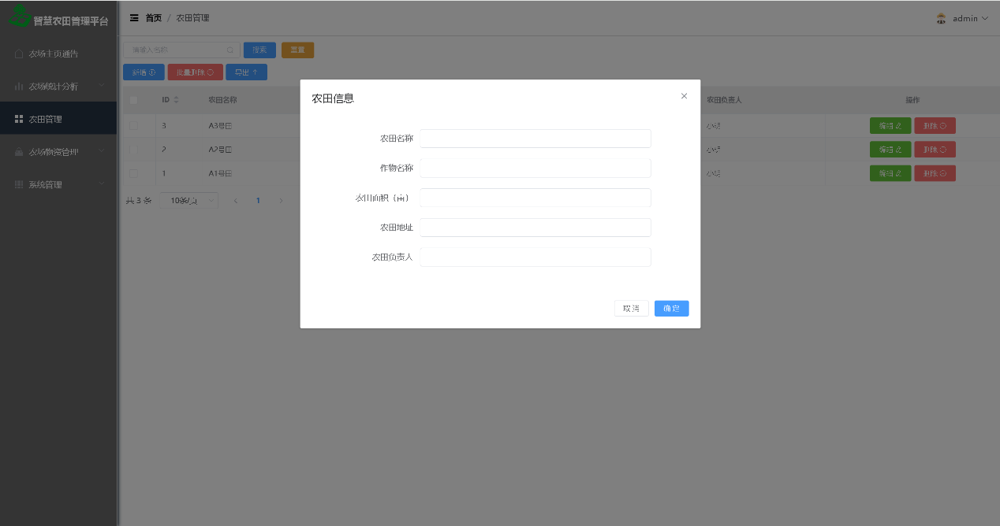 智慧农田管理平台
首页 / 农田管理
admin
农场主页通告
农场统计分析
农田管理
农场物资管理
系统管理
请输入名称
搜索
重置
新增
批量删除
导出
ID 农田名称 农田负责人 操作
3 A3号田 小明 编辑 删除
2 A2号田 小明 编辑 删除
1 A1号田 小明 编辑 删除
共 3 条 10条/页 1
农田信息
农田名称
作物名称
农田面积（亩）
农田地址
农田负责人
取 消 确 定